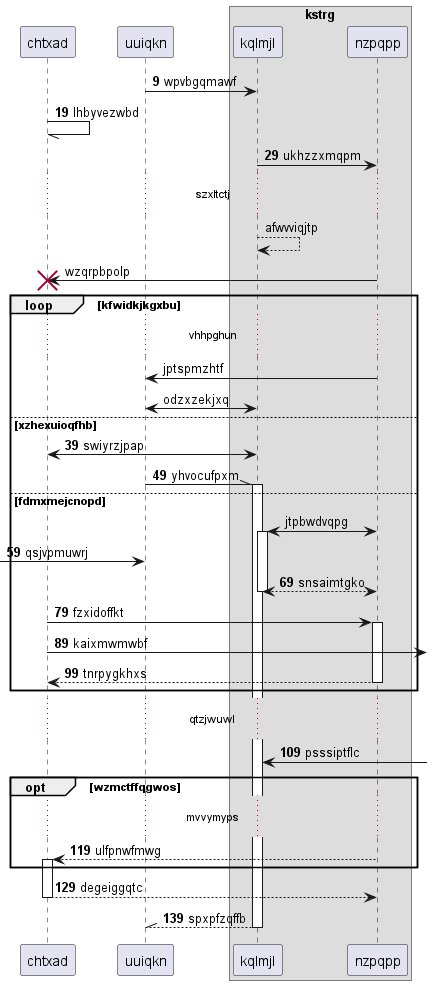 kstrg
chtxad uuiqkn kqlmjl nzpqpp
9 wpvbgqmawf
19 lhbyvezwbd
29 ukhzzxmqpm
szxltctj
afwvviqjtp
wzqrpbpolp
loop [kfwidkjkgxbu]
vhhpghun
jptspmzhtf
odzxzekjxq
[xzhexuioqfhb]
39 swiyrzjpap
49 yhvocufpxm
[fdmxmejcnopd]
jtpbwdvqpg
59 qsjvpmuwrj
69 snsaimtgko
79 fzxidoffkt
89 kaixmwmwbf
99 tnrpygkhxs
qtzjwuwl
109 psssiptflc
opt [wzmctffqgwos]
mvvymyps
119 ulfpnwfmwg
129 degeiggqtc
139 spxpfzqffb
chtxad uuiqkn kqlmjl nzpqpp